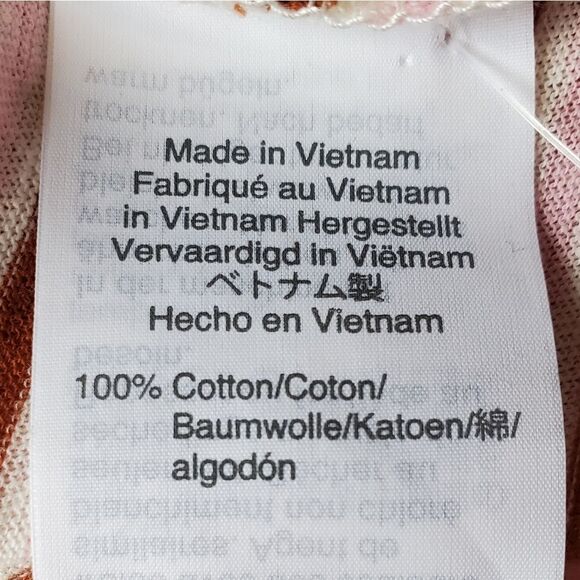 Made in Vietnam
Fabriqué au Vietnam
in Vietnam Hergestellt
Vervaardigd in Viëtnam
ベトナム製
Hecho en Vietnam
100% Cotton/Coton/
Baumwolle/Katoen/綿/
algodón